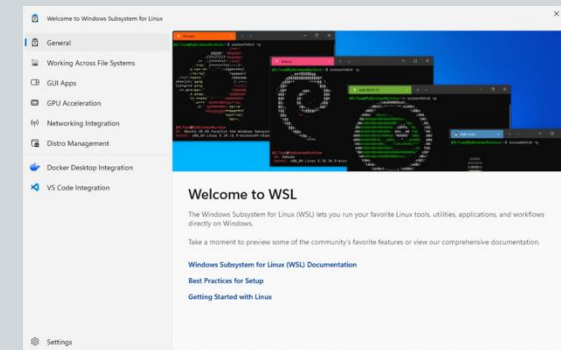 Welcome to Windows Subsystem for Linux
General
Working Across File Systems
GUI Apps
GPU Acceleration
Networking Integration
Distro Management
Docker Desktop Integration
VS Code Integration
Settings
Welcome to WSL
The Windows Subsystem for Linux (WSL) lets you run your favorite Linux tools, utilities, applications, and workflows
directly on Windows.
Take a moment to preview some of the community's favorite features or view our comprehensive documentation.
Windows Subsystem for Linux (WSL) Documentation
Best Practices for Setup
Getting Started with Linux